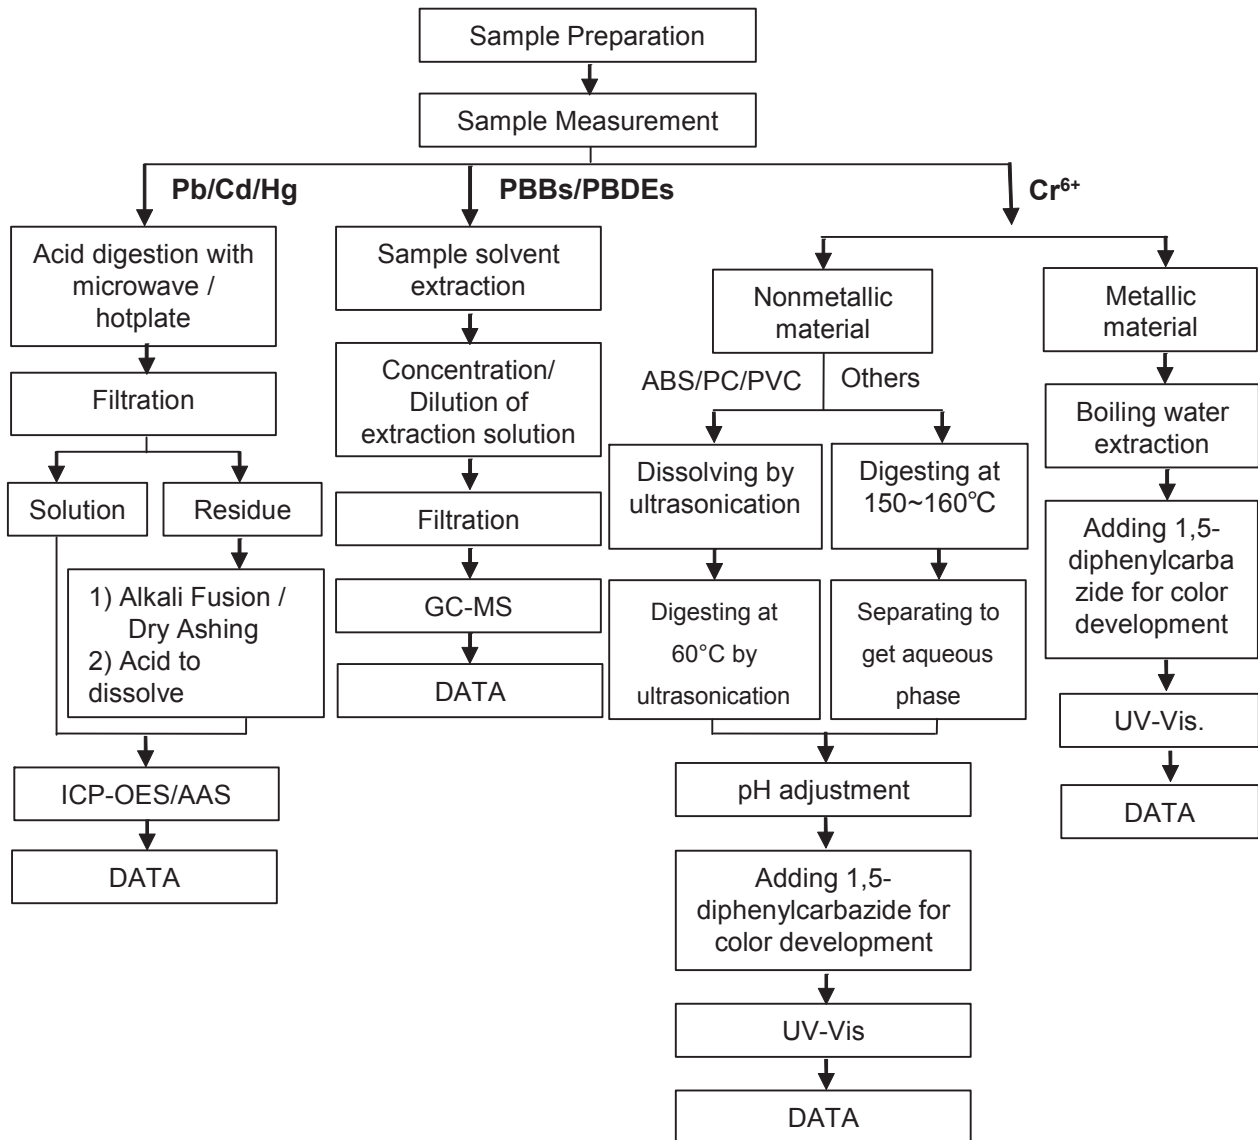 Sample Preparation
Sample Measurement
Pb/Cd/Hg
PBBs/PBDEs
Cr⁶⁺
Acid digestion with
microwave /
hotplate
Filtration
Solution
Residue
1) Alkali Fusion /
Dry Ashing
2) Acid to
dissolve
ICP-OES/AAS
DATA
Sample solvent
extraction
Concentration/
Dilution of
extraction solution
Filtration
GC-MS
DATA
Nonmetallic
material
ABS/PC/PVC
Others
Dissolving by
ultrasonication
Digesting at
60°C by
ultrasonication
Digesting at
150~160℃
Separating to
get aqueous
phase
pH adjustment
Adding 1,5-
diphenylcarbazide for
color development
UV-Vis
DATA
Metallic
material
Boiling water
extraction
Adding 1,5-
diphenylcarba
zide for color
development
UV-Vis.
DATA